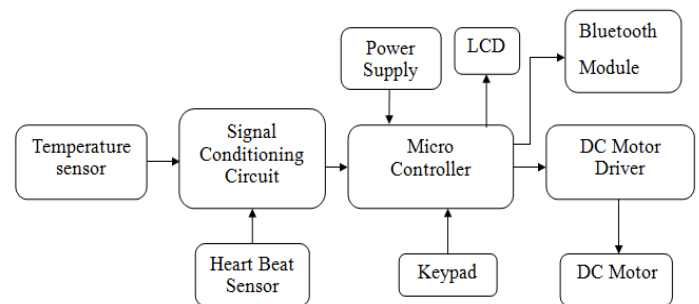 Power
Supply
LCD
Bluetooth
Module
Temperature
sensor
Signal
Conditioning
Circuit
Micro
Controller
DC Motor
Driver
Heart Beat
Sensor
Keypad
DC Motor